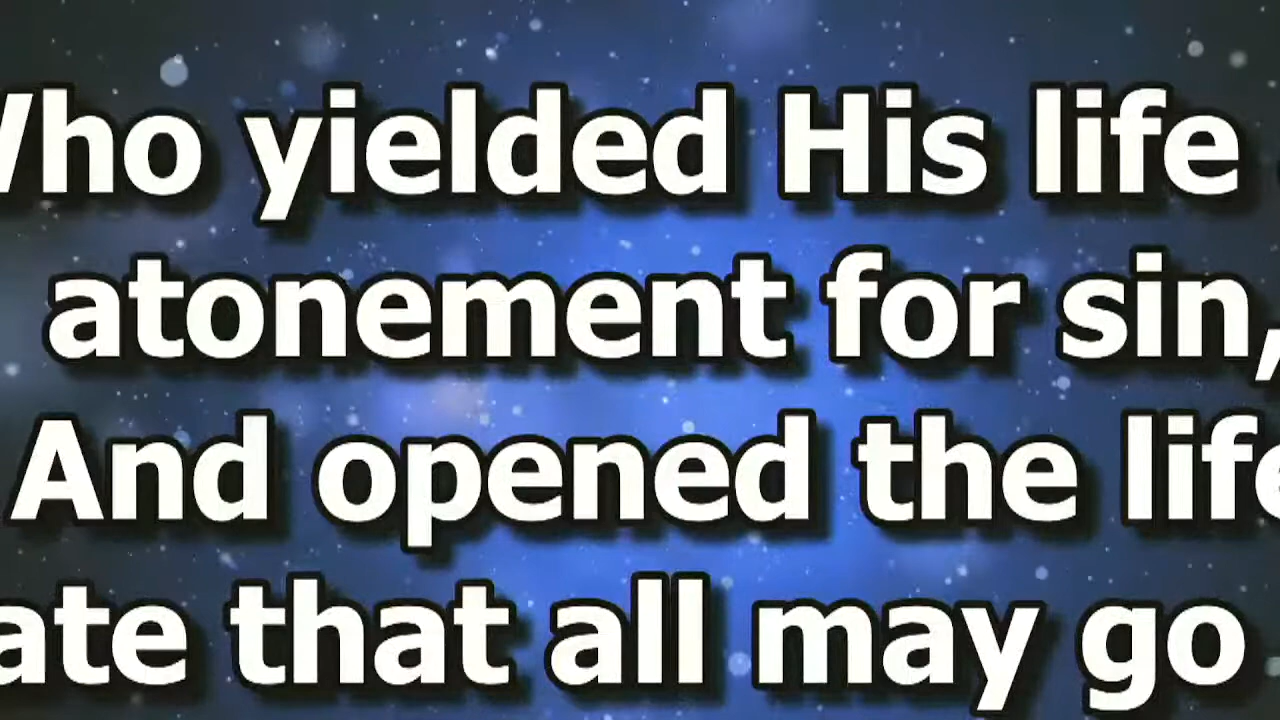 Who yielded His life
atonement for sin,
And opened the life
ate that all may go